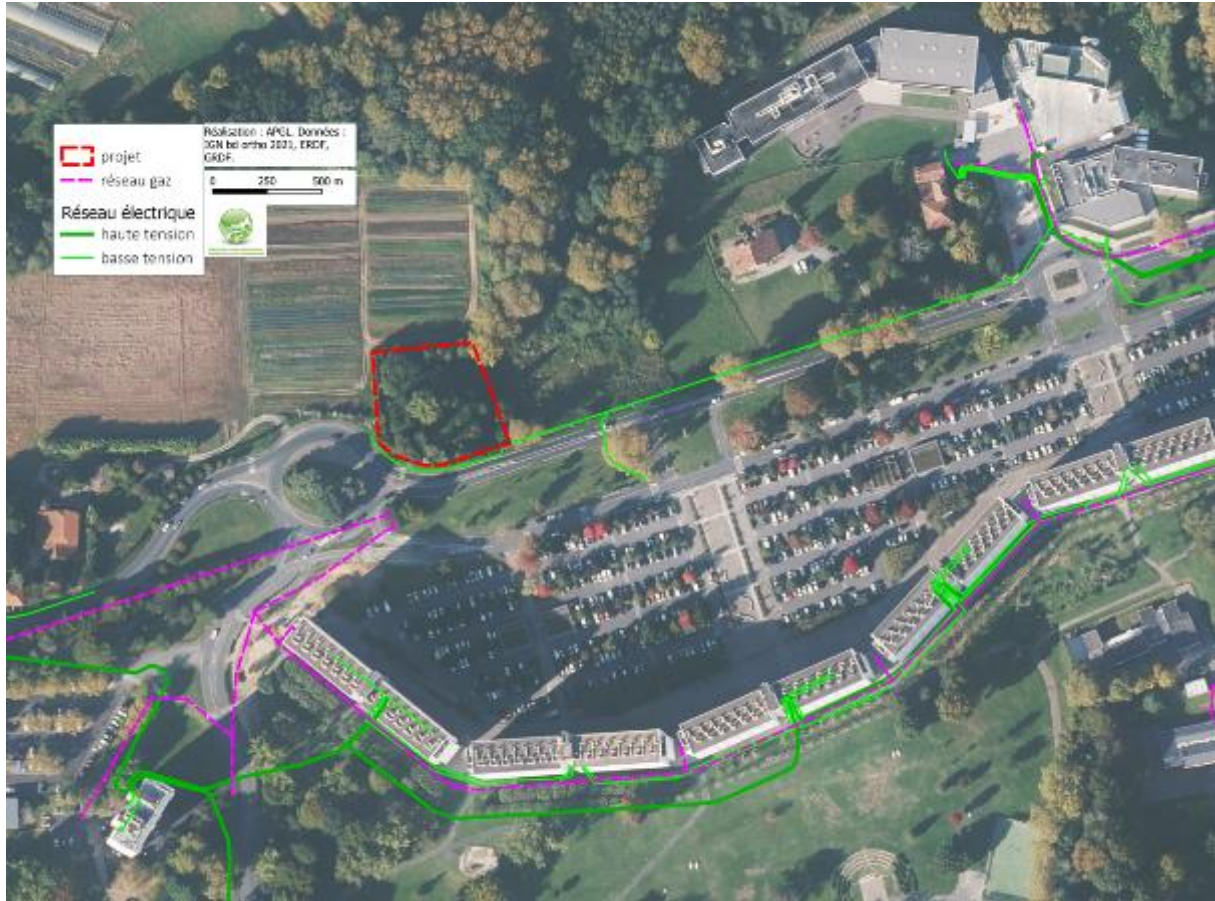 Réalisation : APGL. Données :
IGN bd ortho 2021, ERDF,
GRDF.
projet
réseau gaz
0 250 500 m
Réseau électrique
haute tension
basse tension